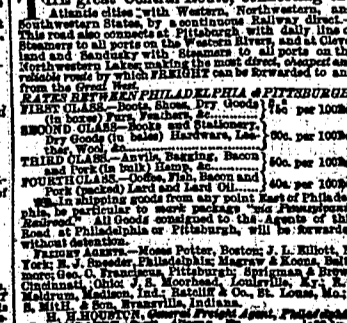 Atlantic cities, with Western, Northwestern, and
Southwestern States, by a continuous Railway direct.
This road also connects at Pittsburgh with daily line of
Steamers to all ports on the Western Rivers, and at Cleve
land and Sandusky with Steamers to all ports on the
Northwestern Lakes; making the most direct, cheapest and
reliable route by which FREIGHT can be forwarded to an
from the Great West.
RATES BETWEEN PHILADELPHIA & PITTSBURGH
FIRST CLASS—Boots, Shoes, Dry Goods
(in boxes) Furs, Feathers, &c. per 100
SECOND CLASS—Books and Stationery,
Dry Goods (in bales) Hardware, Lea-
ther, Wool, &c. 60c. per 100
THIRD CLASS—Anvils, Bagging, Bacon
and Pork (in bulk) Hemp, &c. 50c. per 100
FOURTH CLASS—Coffee, Fish, Bacon and
Pork (packed) Lard and Lard Oil 40c. per 100
In shipping goods from any point East of Philadel
phia, be particular to mark package "via Pennsylvania
Railroad." All Goods consigned to the Agents of this
Road at Philadelphia or Pittsburgh, will be forwarded
without detention.
FREIGHT AGENTS—Moses Potter, Boston; J. L. Elliott,
York; E. J. Sneeder, Philadelphia; Magraw & Koons, Balti
more; Geo. C. Franciscus, Pittsburgh; Sprigman & Brown
Cincinnati, Ohio; J. S. Moorhead, Louisville, Ky.; R.
Meldrum, Madison, Ind.; Ratcliff & Co., St. Louis, Mo.;
S. Mith, & Son, Evansville, Indiana.
H. H. HOUSTON, General Freight Agent, Philadelphia